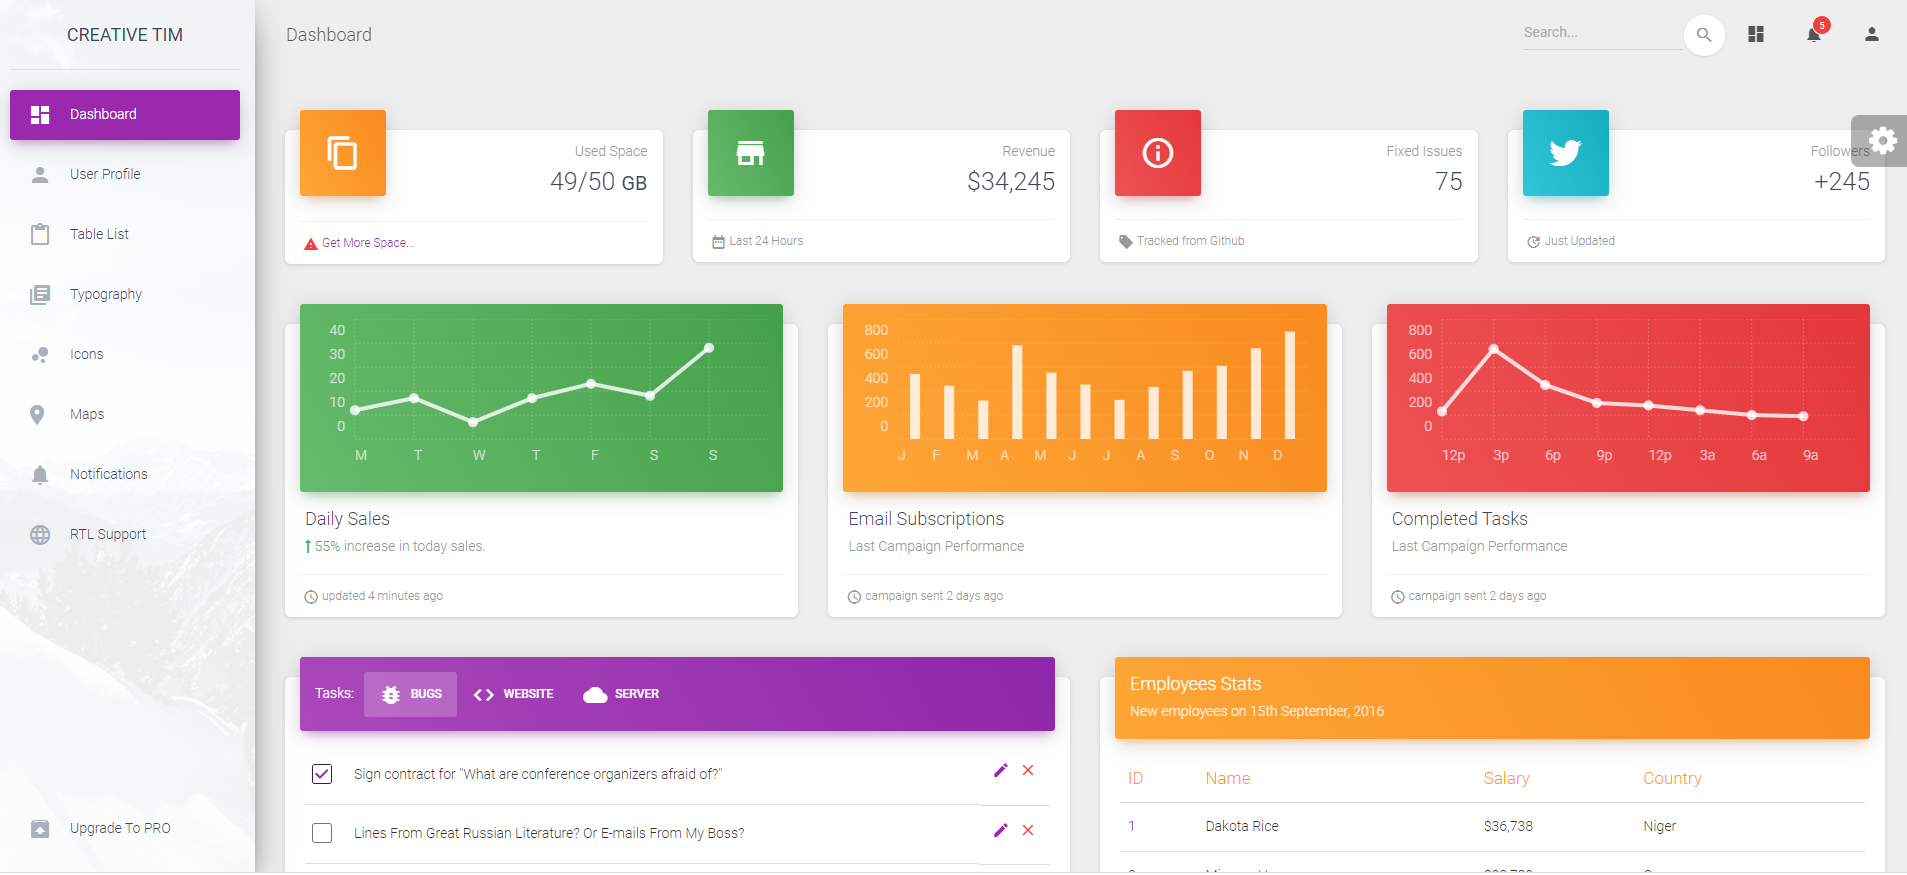 CREATIVE TIM
Dashboard
User Profile
Table List
Typography
Icons
Maps
Notifications
RTL Support
Upgrade To PRO
Dashboard
Search...
5
Used Space
49/50 GB
Get More Space...
Revenue
$34,245
Last 24 Hours
Fixed Issues
75
Tracked from Github
Followers
+245
Just Updated
40
30
20
10
0
M T W T F S S
Daily Sales
55% increase in today sales.
updated 4 minutes ago
800
600
400
200
0
J F M A M J J A S O N D
Email Subscriptions
Last Campaign Performance
campaign sent 2 days ago
800
600
400
200
0
12p 3p 6p 9p 12p 3a 6a 9a
Completed Tasks
Last Campaign Performance
campaign sent 2 days ago
Tasks: BUGS WEBSITE SERVER
Sign contract for "What are conference organizers afraid of?"
Lines From Great Russian Literature? Or E-mails From My Boss?
Employees Stats
New employees on 15th September, 2016
ID Name Salary Country
1 Dakota Rice $36,738 Niger